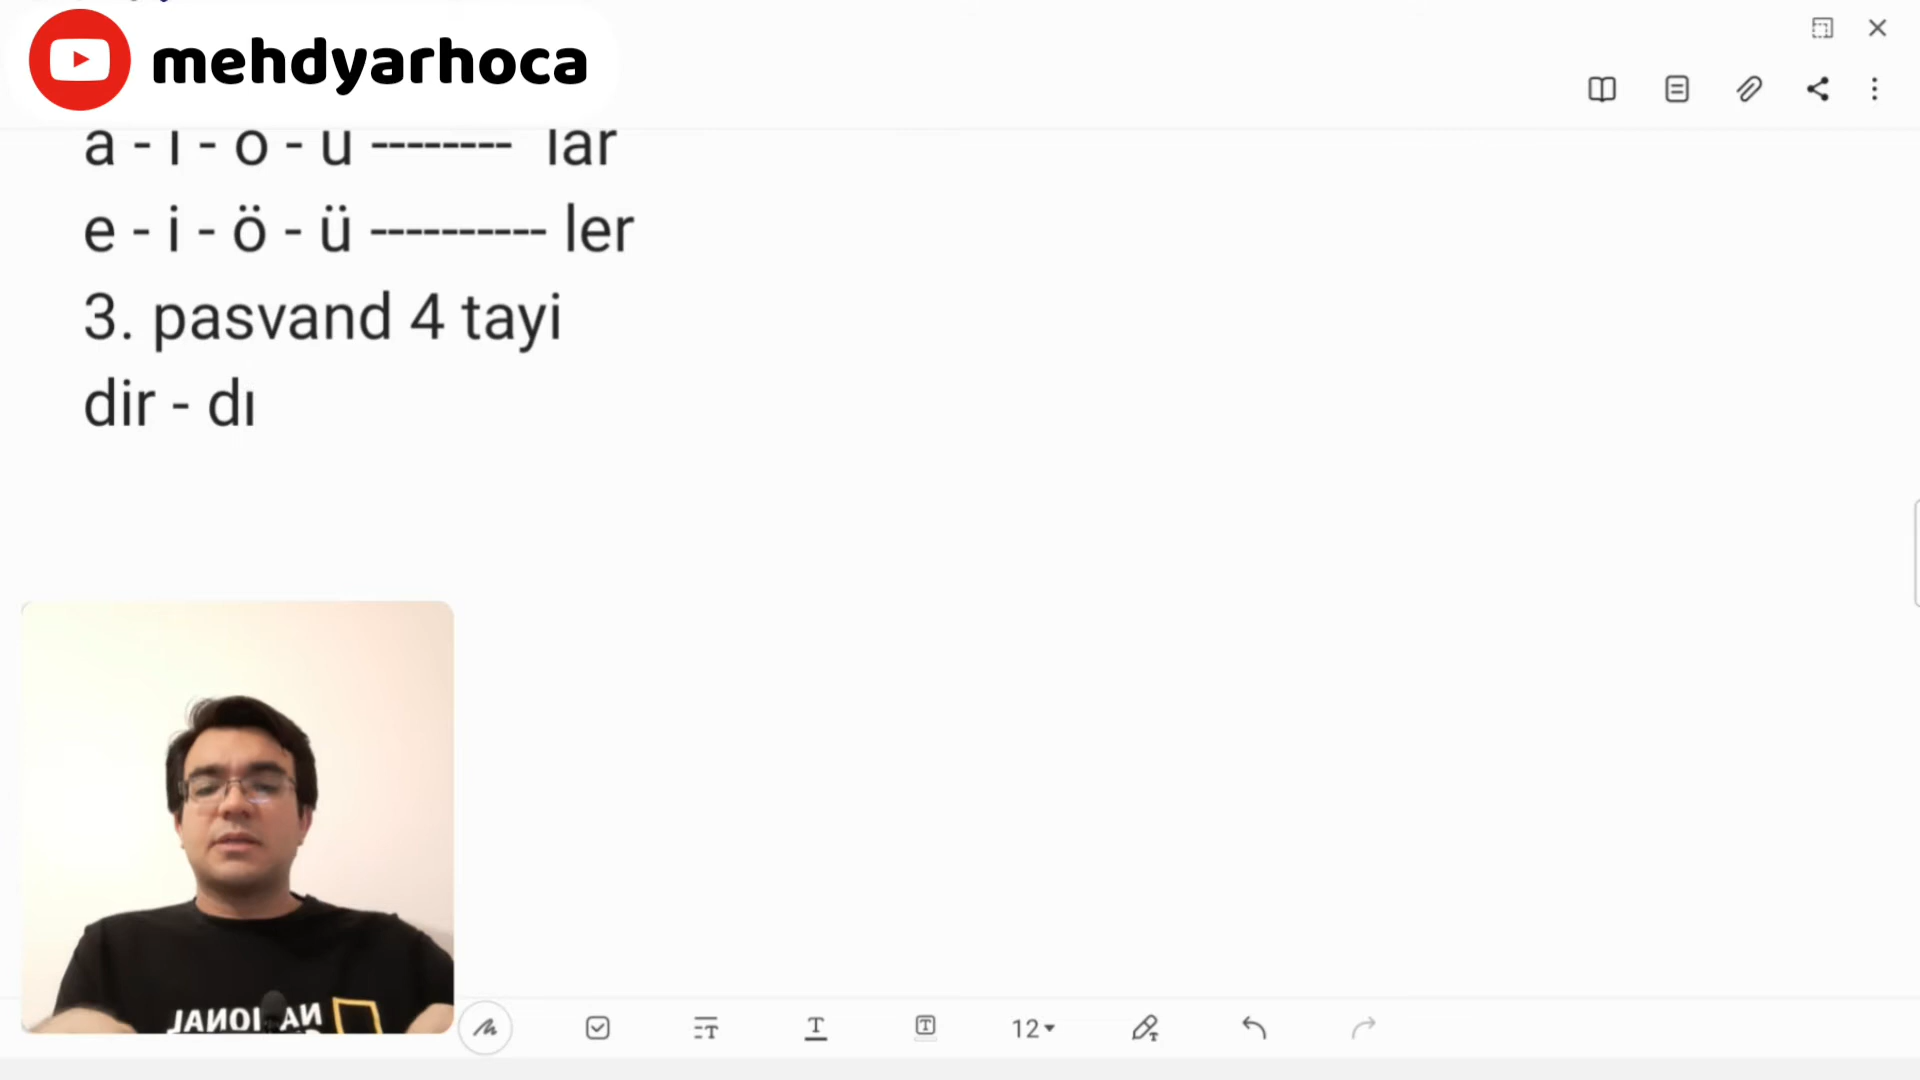 mehdyarhoca
a - ı - o - u -------- lar
e - i - ö - ü ---------- ler
3. pasvand 4 tayi
dir - dı
12